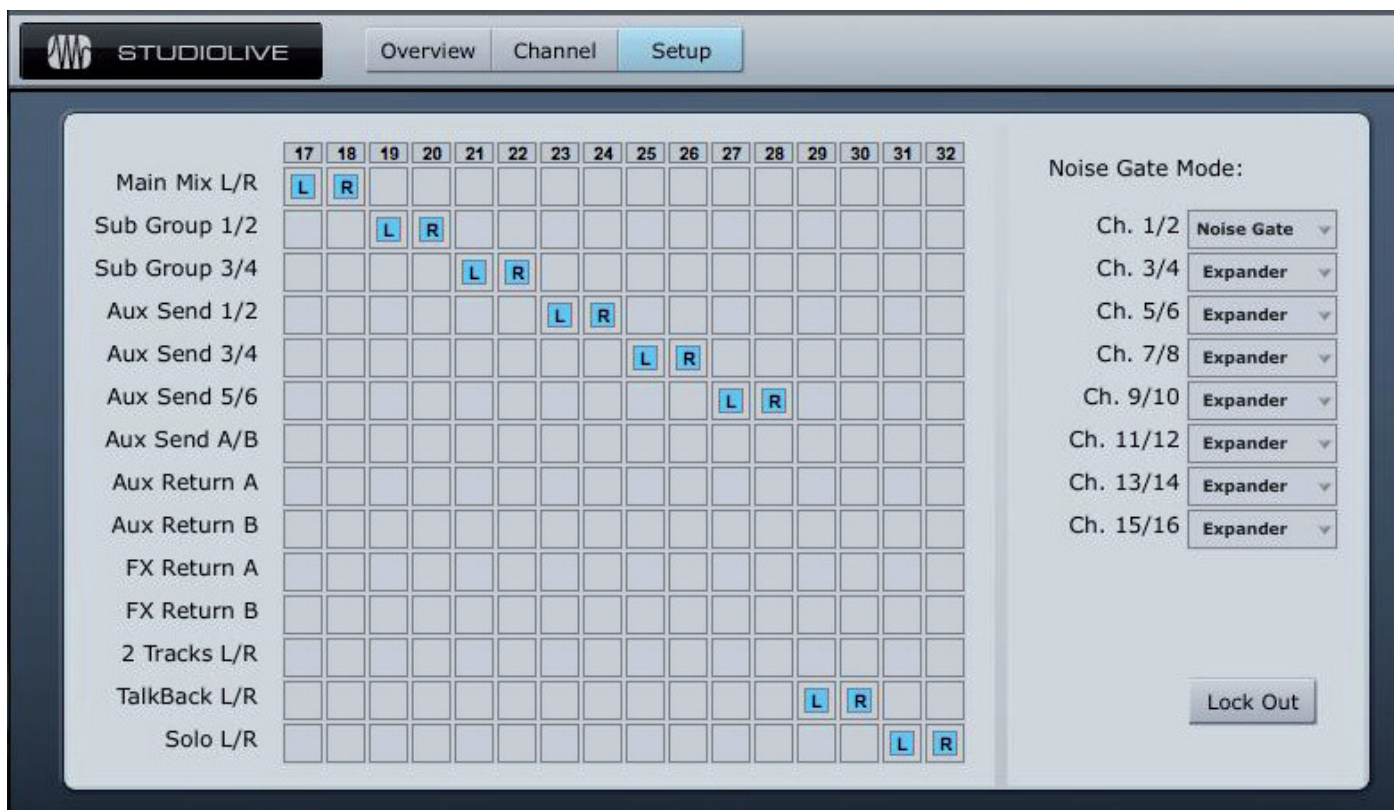 STUDIOLIVE Overview Channel Setup
17 18 19 20 21 22 23 24 25 26 27 28 29 30 31 32
Main Mix L/R L R
Sub Group 1/2 L R
Sub Group 3/4 L R
Aux Send 1/2 L R
Aux Send 3/4 L R
Aux Send 5/6 L R
Aux Send A/B
Aux Return A
Aux Return B
FX Return A
FX Return B
2 Tracks L/R
TalkBack L/R L R
Solo L/R L R
Noise Gate Mode:
Ch. 1/2 Noise Gate
Ch. 3/4 Expander
Ch. 5/6 Expander
Ch. 7/8 Expander
Ch. 9/10 Expander
Ch. 11/12 Expander
Ch. 13/14 Expander
Ch. 15/16 Expander
Lock Out